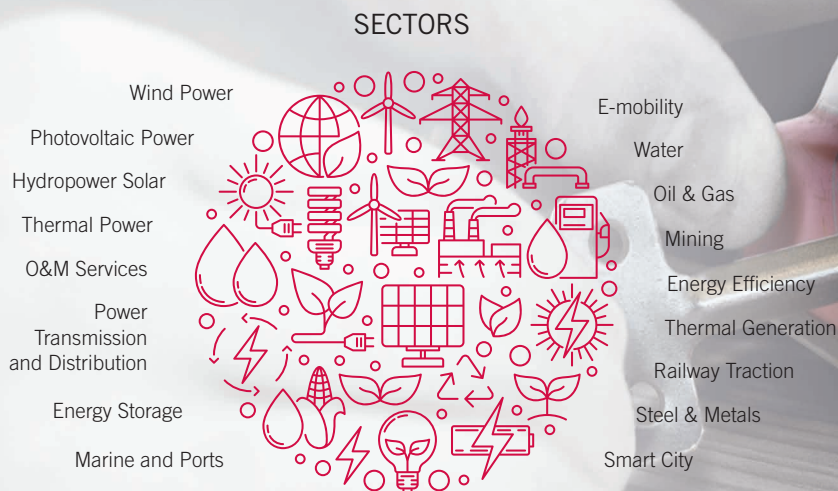 SECTORS
Wind Power
Photovoltaic Power
Hydropower Solar
Thermal Power
O&M Services
Power
Transmission
and Distribution
Energy Storage
Marine and Ports
E-mobility
Water
Oil & Gas
Mining
Energy Efficiency
Thermal Generation
Railway Traction
Steel & Metals
Smart City